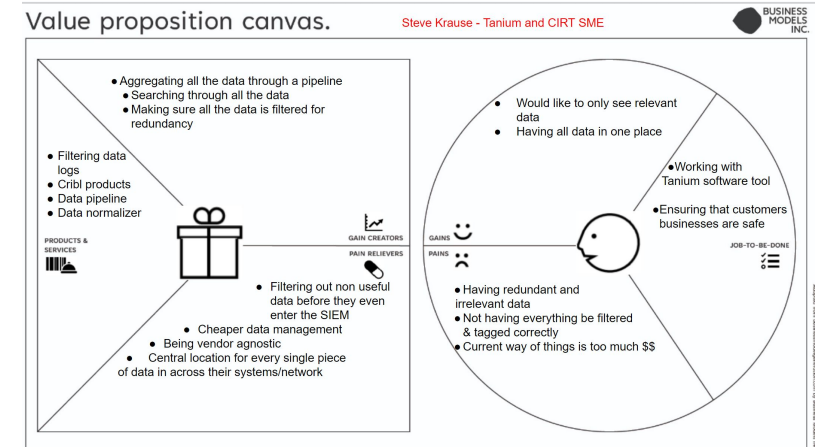 Value proposition canvas.
Steve Krause - Tanium and CIRT SME
BUSINESS
MODELS
INC.
● Aggregating all the data through a pipeline
● Searching through all the data
● Making sure all the data is filtered for
redundancy
● Filtering data
logs
● Cribl products
● Data pipeline
● Data normalizer
PRODUCTS &
SERVICES
GAIN CREATORS
PAIN RELIEVERS
● Filtering out non useful
data before they even
enter the SIEM
● Cheaper data management
● Being vendor agnostic
● Central location for every single piece
of data in across their systems/network
● Would like to only see relevant
data
● Having all data in one place
GAINS
PAINS
● Having redundant and
irrelevant data
● Not having everything be filtered
& tagged correctly
● Current way of things is too much $$
● Working with
Tanium software tool
● Ensuring that customers
businesses are safe
JOB-TO-BE-DONE